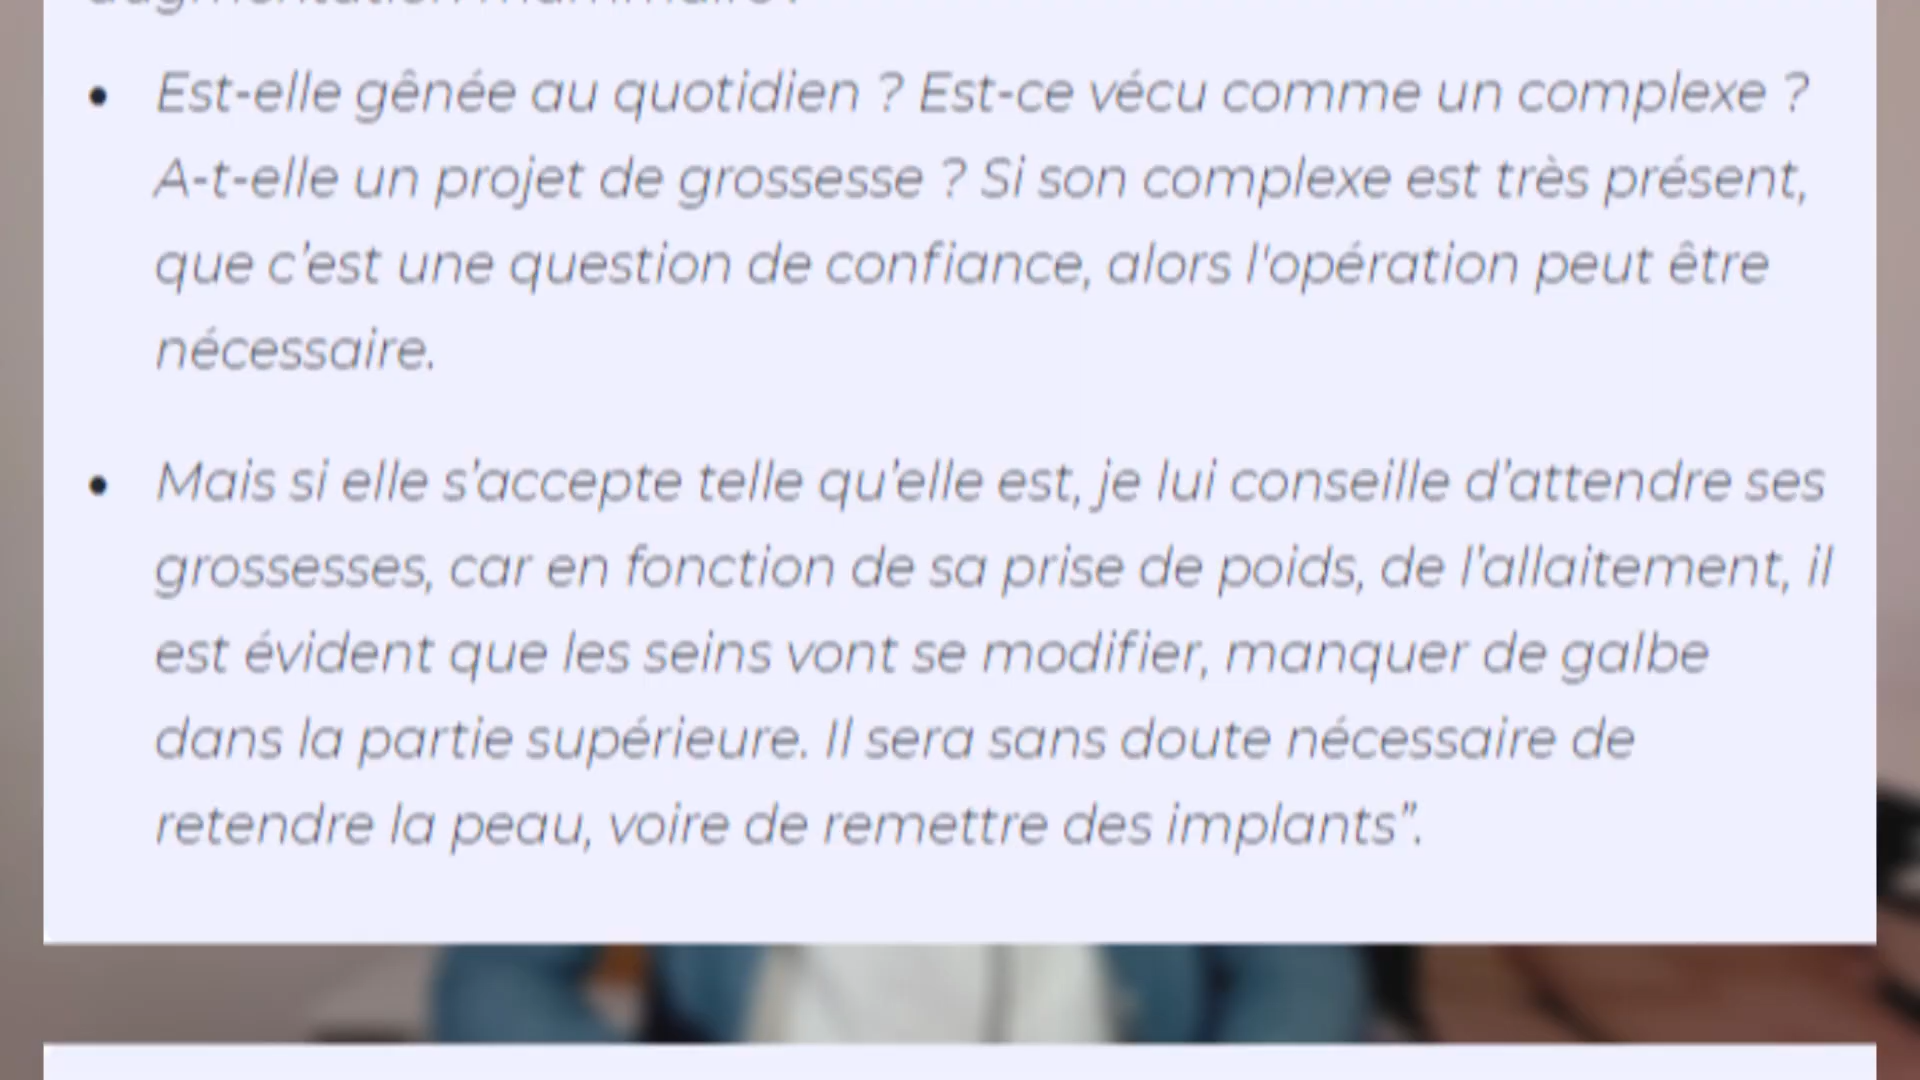 augmentation mammaire.
Est-elle gênée au quotidien ? Est-ce vécu comme un complexe ?
A-t-elle un projet de grossesse ? Si son complexe est très présent,
que c’est une question de confiance, alors l'opération peut être
nécessaire.
Mais si elle s’accepte telle qu’elle est, je lui conseille d’attendre ses
grossesses, car en fonction de sa prise de poids, de l’allaitement, il
est évident que les seins vont se modifier, manquer de galbe
dans la partie supérieure. Il sera sans doute nécessaire de
retendre la peau, voire de remettre des implants”.